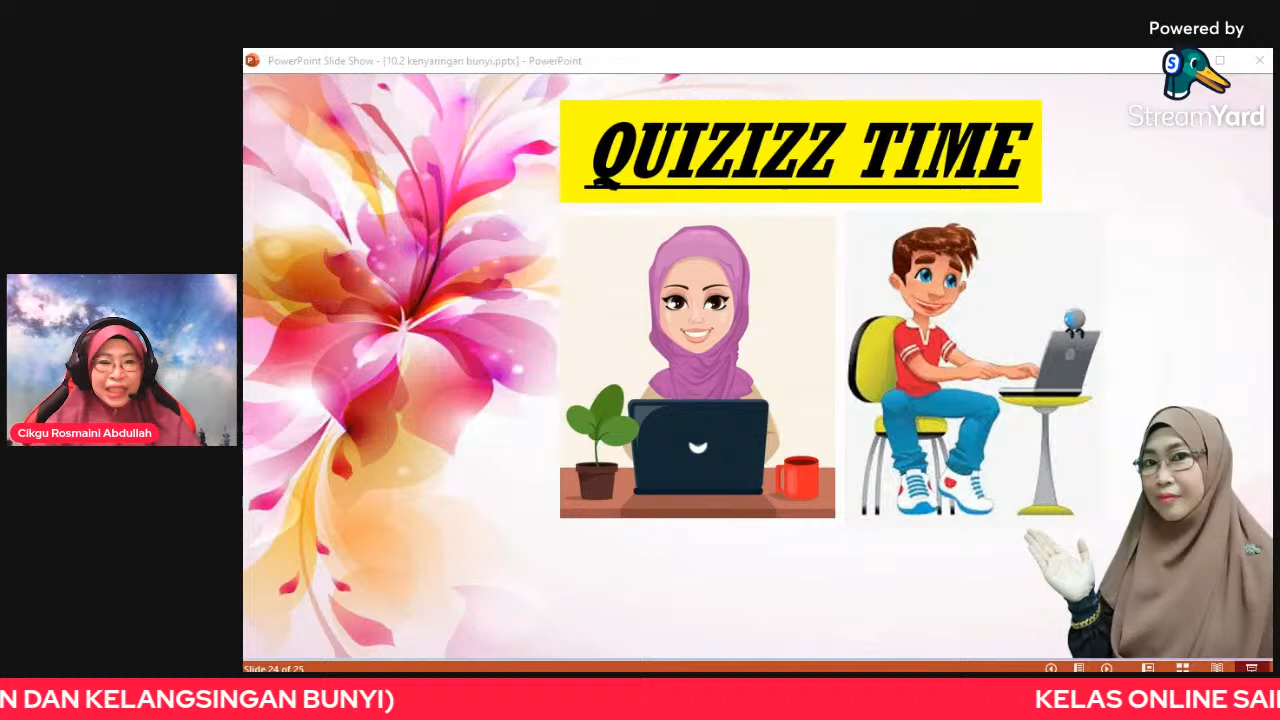 Powered by
StreamYard
PowerPoint Slide Show - [10.2 kenyaringan bunyi.pptx] - PowerPoint
QUIZIZZ TIME
Cikgu Rosmaini Abdullah
Slide 24 of 25
N DAN KELANGSINGAN BUNYI)
KELAS ONLINE SAI